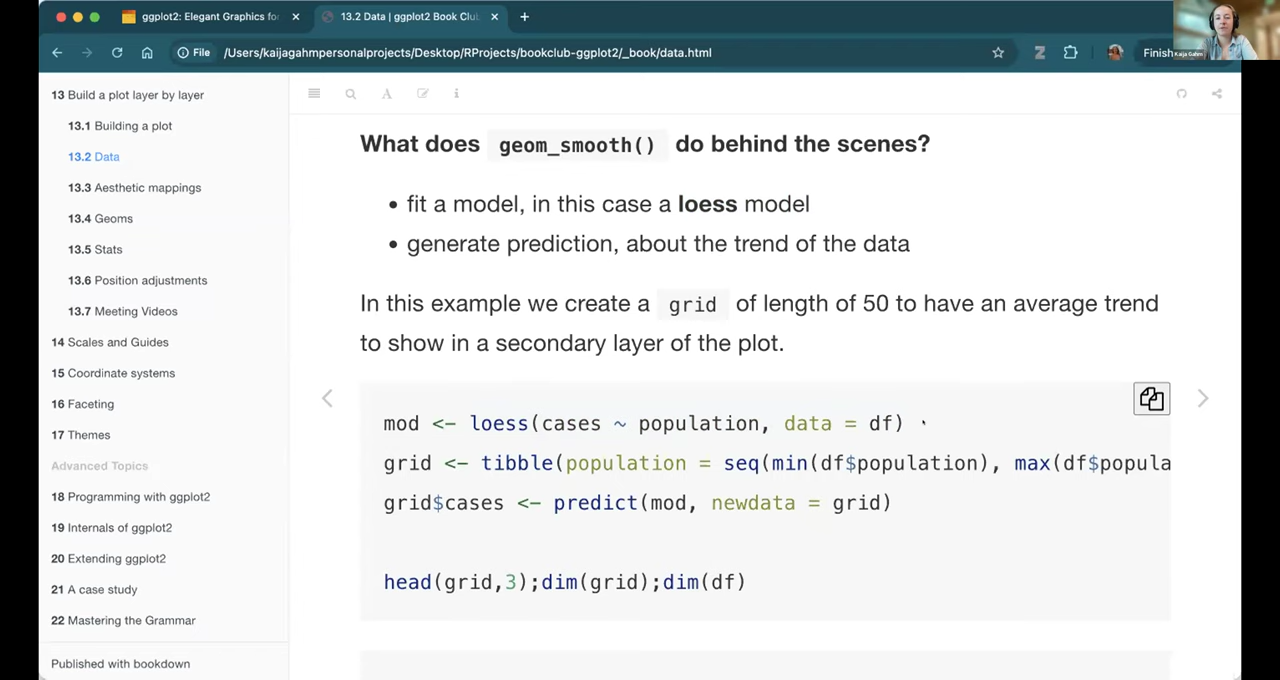 ggplot2: Elegant Graphics fo
13.2 Data | ggplot2 Book Clu
File
/Users/kaijagahmpersonalprojects/Desktop/RProjects/bookclub-ggplot2/_book/data.html
Finish
Kaija Gahm
13 Build a plot layer by layer
13.1 Building a plot
13.2 Data
13.3 Aesthetic mappings
13.4 Geoms
13.5 Stats
13.6 Position adjustments
13.7 Meeting Videos
14 Scales and Guides
15 Coordinate systems
16 Faceting
17 Themes
Advanced Topics
18 Programming with ggplot2
19 Internals of ggplot2
20 Extending ggplot2
21 A case study
22 Mastering the Grammar
Published with bookdown
What does geom_smooth() do behind the scenes?
• fit a model, in this case a loess model
• generate prediction, about the trend of the data
In this example we create a grid of length of 50 to have an average trend
to show in a secondary layer of the plot.
mod <- loess(cases ~ population, data = df)
grid <- tibble(population = seq(min(df$population), max(df$popula
grid$cases <- predict(mod, newdata = grid)
head(grid,3);dim(grid);dim(df)